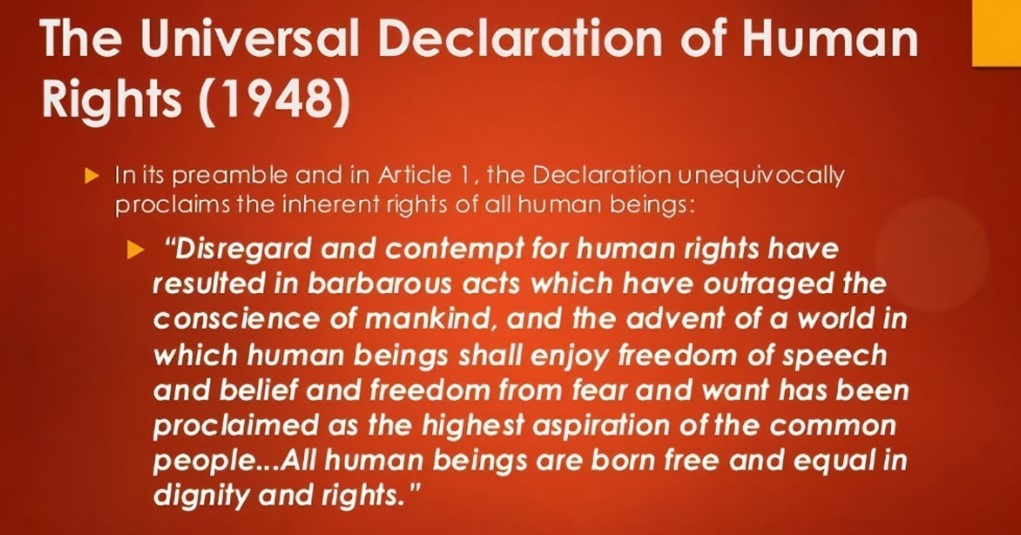 The Universal Declaration of Human
Rights (1948)
In its preamble and in Article 1, the Declaration unequivocally
proclaims the inherent rights of all human beings:
“Disregard and contempt for human rights have
resulted in barbarous acts which have outraged the
conscience of mankind, and the advent of a world in
which human beings shall enjoy freedom of speech
and belief and freedom from fear and want has been
proclaimed as the highest aspiration of the common
people...All human beings are born free and equal in
dignity and rights.”